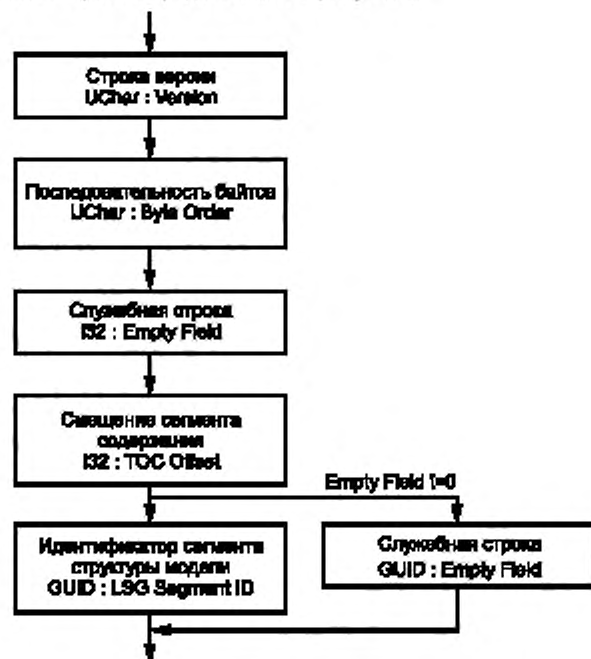 Строка версии
UChar : Version
Последовательность байтов
UChar : Byte Order
Служебная строка
I32 : Empty Field
Смещение сегмента
содержания
I32 : TOC Offset
Empty Field != 0
Идентификатор сегмента
структуры модели
GUID : LSG Segment ID
Служебная строка
GUID : Empty Field